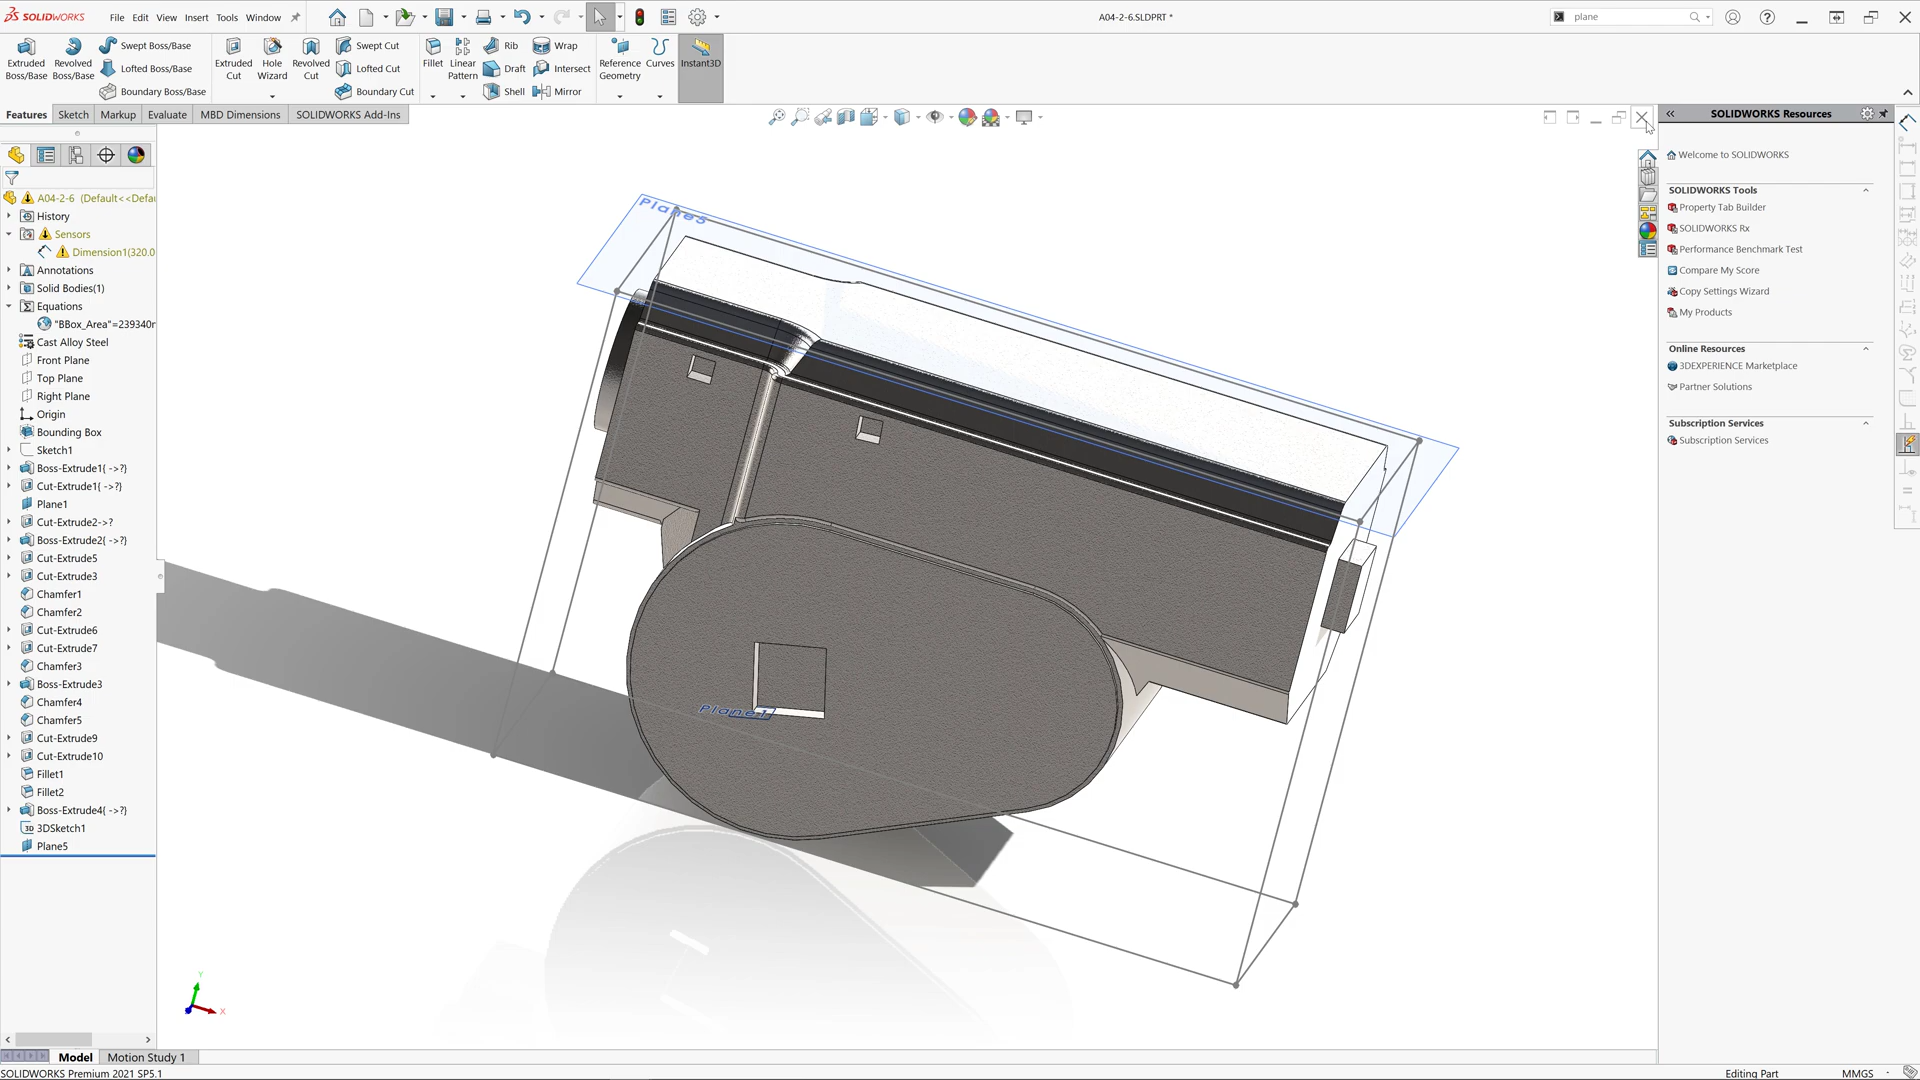 SOLIDWORKS File Edit View Insert Tools Window A04-2-6.SLDPRT * plane
Extruded Boss/Base
Revolved Boss/Base
Swept Boss/Base
Lofted Boss/Base
Boundary Boss/Base
Extruded Cut
Hole Wizard
Revolved Cut
Swept Cut
Lofted Cut
Boundary Cut
Fillet
Linear Pattern
Rib
Draft
Shell
Wrap
Intersect
Mirror
Reference Geometry
Curves
Instant3D
Features Sketch Markup Evaluate MBD Dimensions SOLIDWORKS Add-Ins
A04-2-6 (Default<<Defau
History
Sensors
Dimension1(320.0
Annotations
Solid Bodies(1)
Equations
"BBox_Area"=239340r
Cast Alloy Steel
Front Plane
Top Plane
Right Plane
Origin
Bounding Box
Sketch1
Boss-Extrude1{ ->?}
Cut-Extrude1{ ->?}
Plane1
Cut-Extrude2->?
Boss-Extrude2{ ->?}
Cut-Extrude5
Cut-Extrude3
Chamfer1
Chamfer2
Cut-Extrude6
Cut-Extrude7
Chamfer3
Boss-Extrude3
Chamfer4
Chamfer5
Cut-Extrude9
Cut-Extrude10
Fillet1
Fillet2
Boss-Extrude4{ ->?}
3D 3DSketch1
Plane5
Plane5
Plane1
Y
X
SOLIDWORKS Resources
Welcome to SOLIDWORKS
SOLIDWORKS Tools
Property Tab Builder
SOLIDWORKS Rx
Performance Benchmark Test
Compare My Score
Copy Settings Wizard
My Products
Online Resources
3DEXPERIENCE Marketplace
Partner Solutions
Subscription Services
Subscription Services
Model Motion Study 1
SOLIDWORKS Premium 2021 SP5.1 Editing Part MMGS